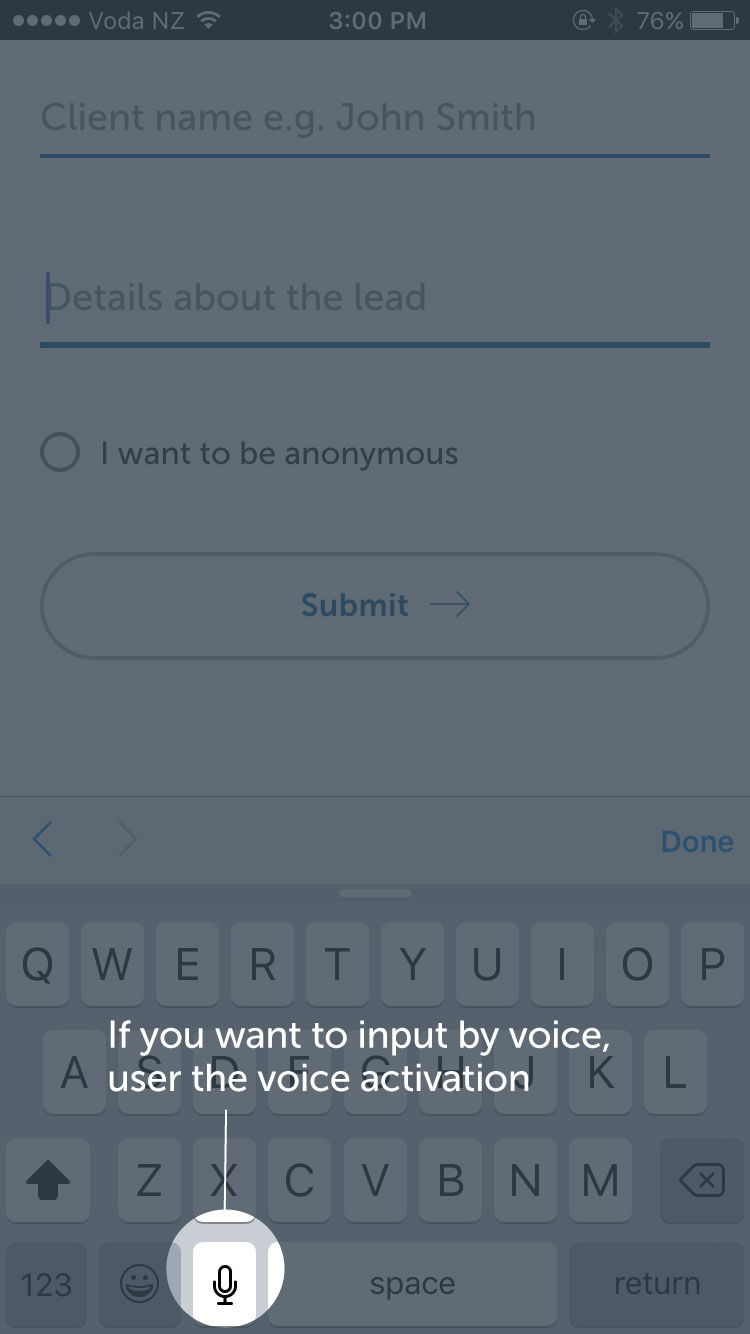 Voda NZ 3:00 PM 76%
Client name e.g. John Smith
Details about the lead
I want to be anonymous
Submit
Done
Q W E R T Y U I O P
If you want to input by voice,
A S D F G H J K L
user the voice activation
Z X C V B N M
123 space return